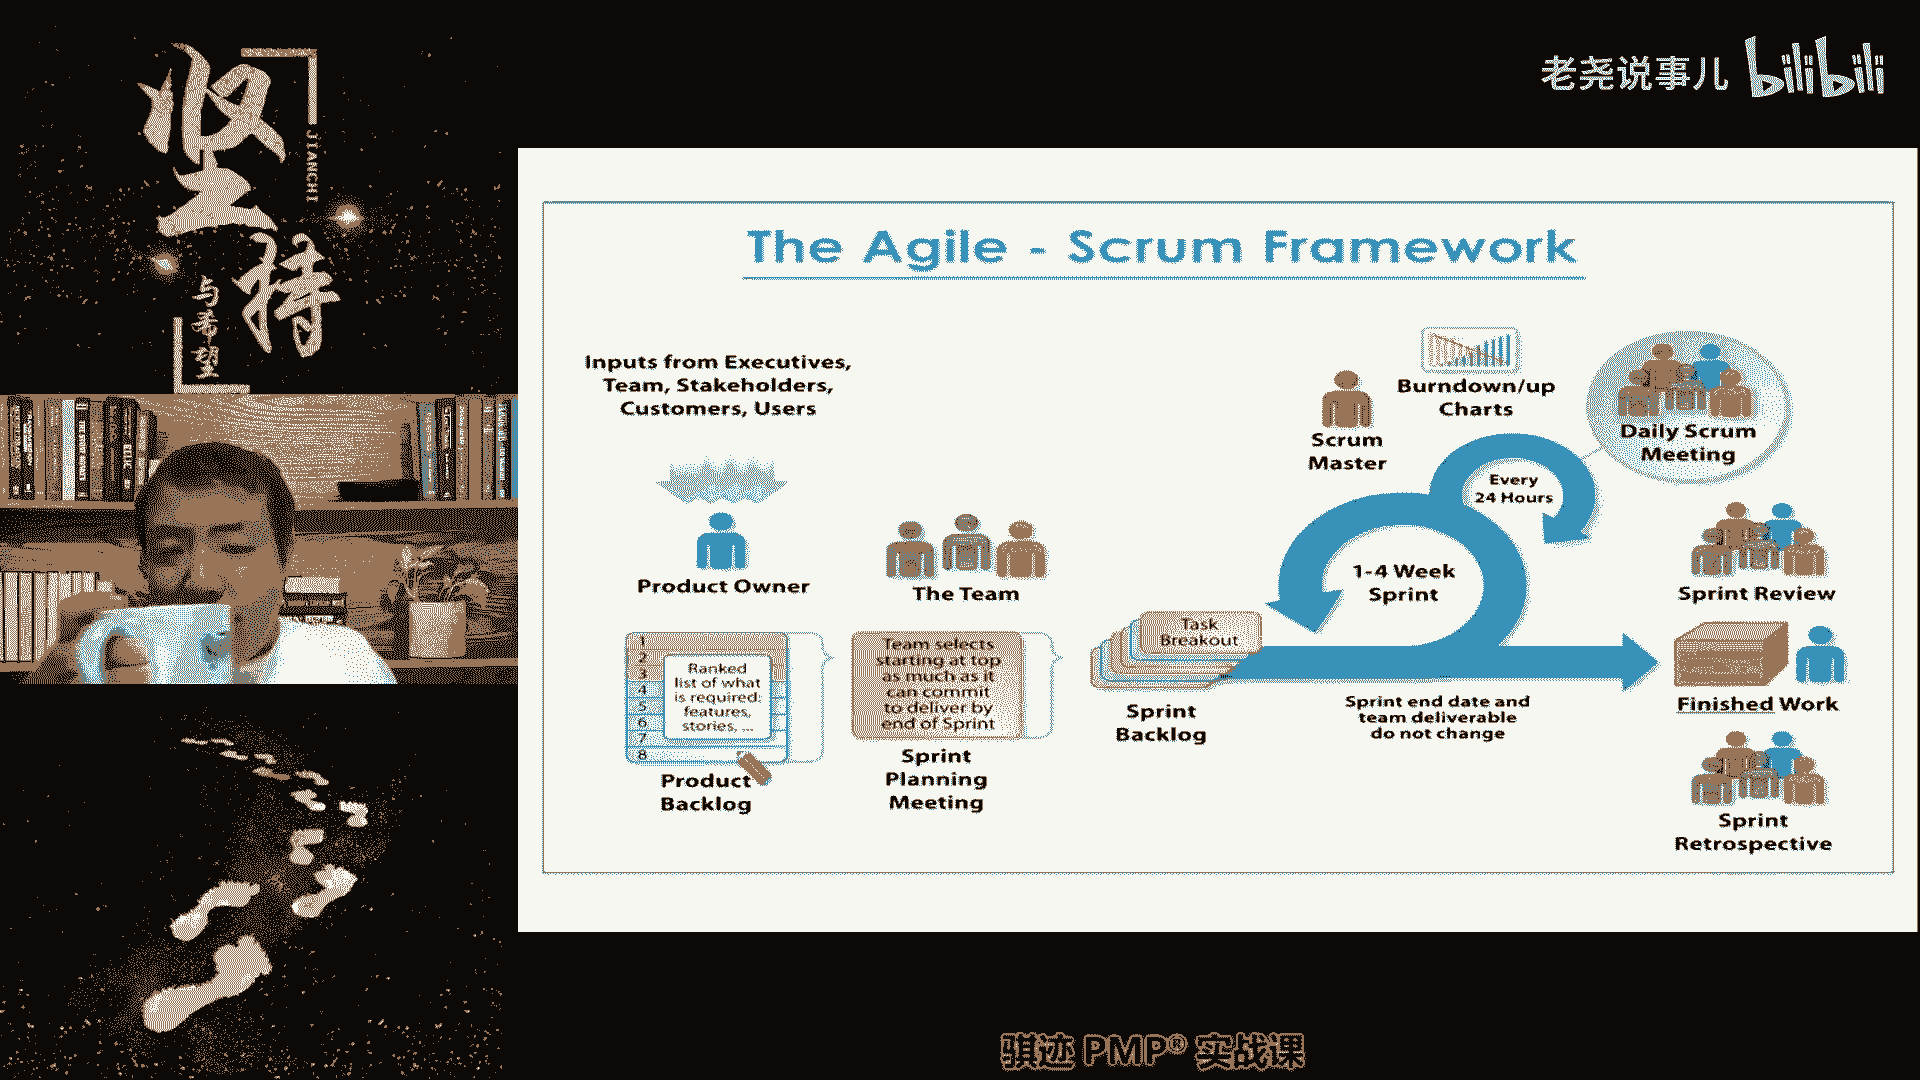 坚持
JIANCHI
与希望
老尧说事儿 bilibili
The Agile - Scrum Framework
Inputs from Executives,
Team, Stakeholders,
Customers, Users
Product Owner
The Team
1
2
3
4
5
6
7
8
Ranked
list of what
is required:
features,
stories, ...
Product
Backlog
Team selects
starting at top
as much as it
can commit
to deliver by
end of Sprint
Sprint
Planning
Meeting
Task
Breakout
Sprint
Backlog
Scrum
Master
Burndown/up
Charts
Every
24 Hours
1-4 Week
Sprint
Sprint end date and
team deliverable
do not change
Daily Scrum
Meeting
Sprint Review
Finished Work
Sprint
Retrospective
骐迹 PMP® 实战课